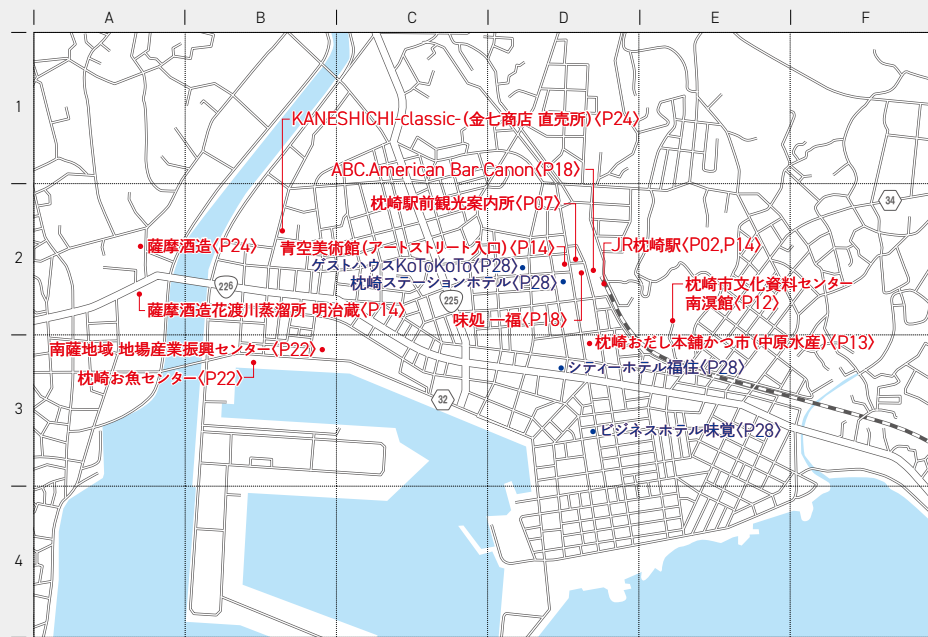 A B C D E F
1
KANESHICHI-classic-(金七商店 直売所)〈P24〉
ABC.American Bar Canon〈P18〉
枕崎駅前観光案内所〈P07〉
34
2
薩摩酒造〈P24〉
青空美術館(アートストリート入口)〈P14〉
JR枕崎駅〈P02,P14〉
ゲストハウスKoToKoTo〈P28〉
枕崎ステーションホテル〈P28〉
枕崎市文化資料センター
南溟館〈P12〉
226
225
薩摩酒造花渡川蒸溜所 明治蔵〈P14〉
味処 一福〈P18〉
南薩地域 地場産業振興センター〈P22〉
枕崎おだし本舗かつ市(中原水産)〈P13〉
枕崎お魚センター〈P22〉
シティーホテル福住〈P28〉
3
32
ビジネスホテル味覚〈P28〉
4